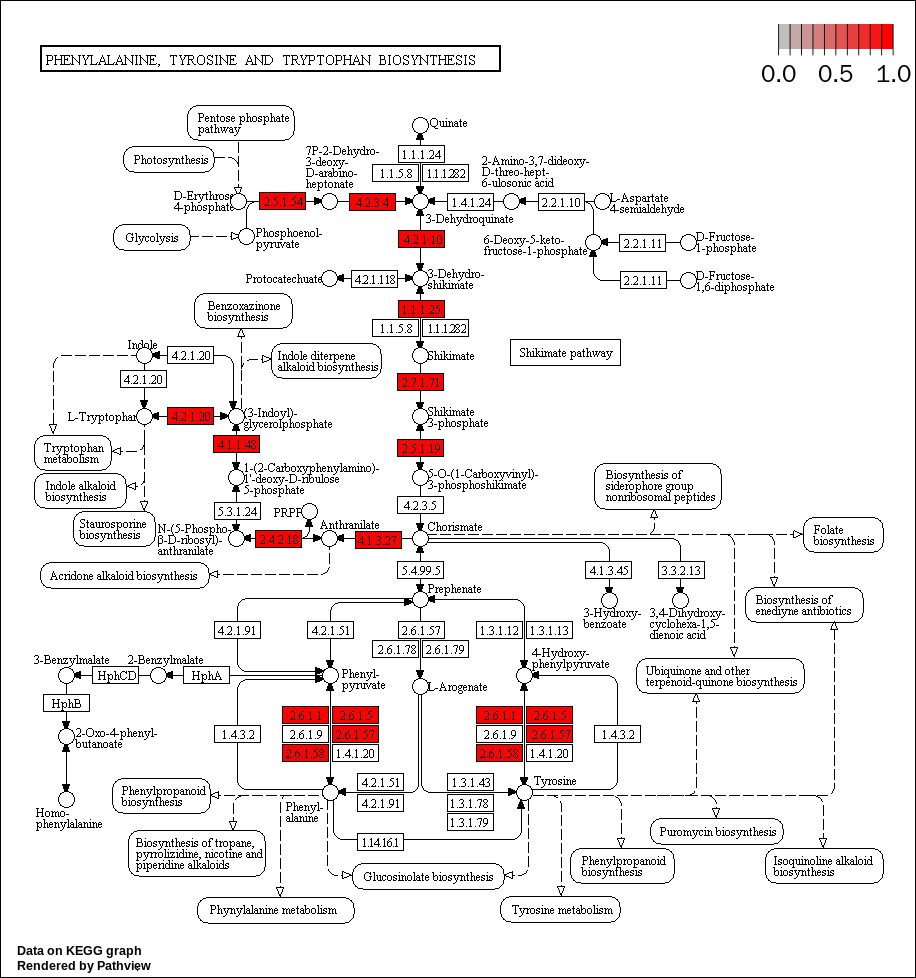 PHENYLALANINE, TYROSINE AND TRYPTOPHAN BIOSYNTHESIS
0.0 0.5 1.0
Pentose phosphate
pathway
Photosynthesis
Glycolysis
D-Erythrose
4-phosphate
Phosphoenol-
pyruvate
2.5.1.54
7P-2-Dehydro-
3-deoxy-
D-arabino-
heptonate
4.2.3.4
Quinate
1.1.1.24
1.1.5.8
1.1.1.282
3-Dehydroquinate
1.4.1.24
2-Amino-3,7-dideoxy-
D-threo-hept-
6-ulosonic acid
2.2.1.10
L-Aspartate
4-semialdehyde
6-Deoxy-5-keto-
fructose-1-phosphate
2.2.1.11
D-Fructose-
1-phosphate
2.2.1.11
D-Fructose-
1,6-diphosphate
4.2.1.10
Protocatechuate
4.2.1.118
3-Dehydro-
shikimate
1.1.1.25
1.1.5.8
1.1.1.282
Shikimate
Shikimate pathway
2.7.1.71
Shikimate
3-phosphate
2.5.1.19
5-O-(1-Carboxyvinyl)-
3-phosphoshikimate
4.2.3.5
Chorismate
Benzoxazinone
biosynthesis
Indole diterpene
alkaloid biosynthesis
Indole
4.2.1.20
4.2.1.20
L-Tryptophan
4.2.1.20
(3-Indoyl)-
glycerolphosphate
4.1.1.48
Tryptophan
metabolism
Indole alkaloid
biosynthesis
Staurosporine
biosynthesis
1-(2-Carboxyphenylamino)-
1'-deoxy-D-ribulose
5-phosphate
5.3.1.24
PRPP
N-(5-Phospho-
β-D-ribosyl)-
anthranilate
2.4.2.18
Anthranilate
4.1.3.27
Acridone alkaloid biosynthesis
Biosynthesis of
siderophore group
nonribosomal peptides
Folate
biosynthesis
5.4.99.5
4.1.3.45
3.3.2.13
Prephenate
3-Hydroxy-
benzoate
3,4-Dihydroxy-
cyclohexa-1,5-
dienoic acid
Biosynthesis of
enediyne antibiotics
4.2.1.91
4.2.1.51
2.6.1.57
2.6.1.78
2.6.1.79
1.3.1.12
1.3.1.13
3-Benzylmalate
2-Benzylmalate
HphCD
HphA
HphB
Phenyl-
pyruvate
L-Arogenate
4-Hydroxy-
phenylpyruvate
Ubiquinone and other
terpenoid-quinone biosynthesis
2-Oxo-4-phenyl-
butanoate
1.4.3.2
2.6.1.1
2.6.1.5
2.6.1.9
2.6.1.57
2.6.1.58
1.4.1.20
2.6.1.1
2.6.1.5
2.6.1.9
2.6.1.57
2.6.1.58
1.4.1.20
1.4.3.2
Homo-
phenylalanine
Phenylpropanoid
biosynthesis
Phenyl-
alanine
4.2.1.51
4.2.1.91
1.3.1.43
1.3.1.78
1.3.1.79
Tyrosine
1.14.16.1
Biosynthesis of tropane,
pyrrolizidine, nicotine and
piperidine alkaloids
Glucosinolate biosynthesis
Phenylpropanoid
biosynthesis
Puromycin biosynthesis
Isoquinoline alkaloid
biosynthesis
Phynylalanine metabolism
Tyrosine metabolism
Data on KEGG graph
Rendered by Pathview